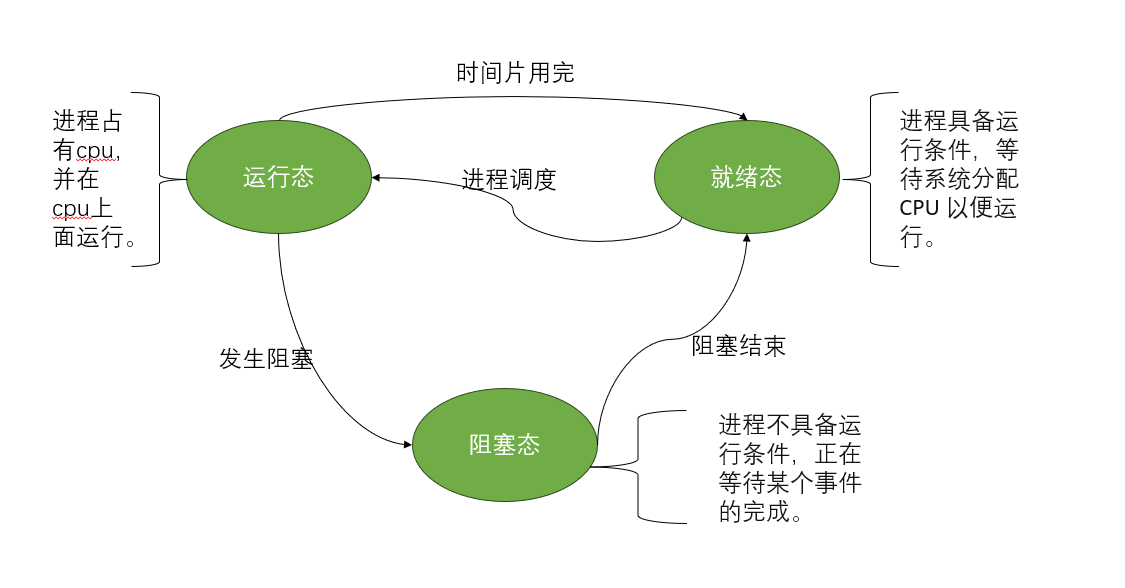 时间片用完
进程占
有cpu,
并在
cpu上
面运行。
运行态
进程调度
就绪态
进程具备运
行条件，等
待系统分配
CPU 以便运
行。
发生阻塞
阻塞结束
阻塞态
进程不具备运
行条件，正在
等待某个事件
的完成。